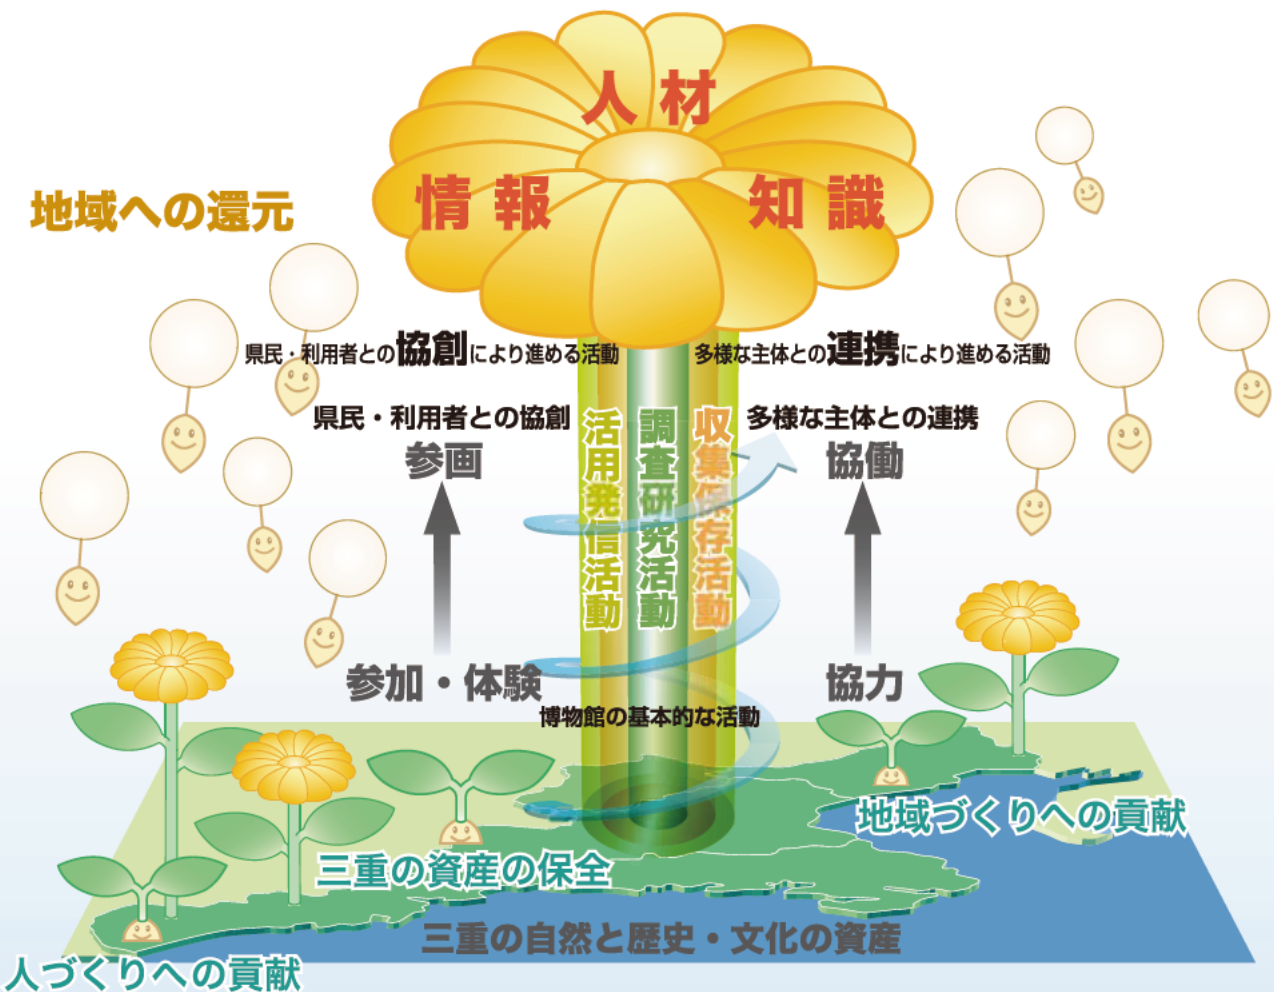 人材
情報
知識
地域への還元
県民・利用者との協創により進める活動
多様な主体との連携により進める活動
県民・利用者との協創
多様な主体との連携
参画
協働
活用発信活動
調査研究活動
収集保存活動
参加・体験
協力
博物館の基本的な活動
地域づくりへの貢献
三重の資産の保全
三重の自然と歴史・文化の資産
人づくりへの貢献